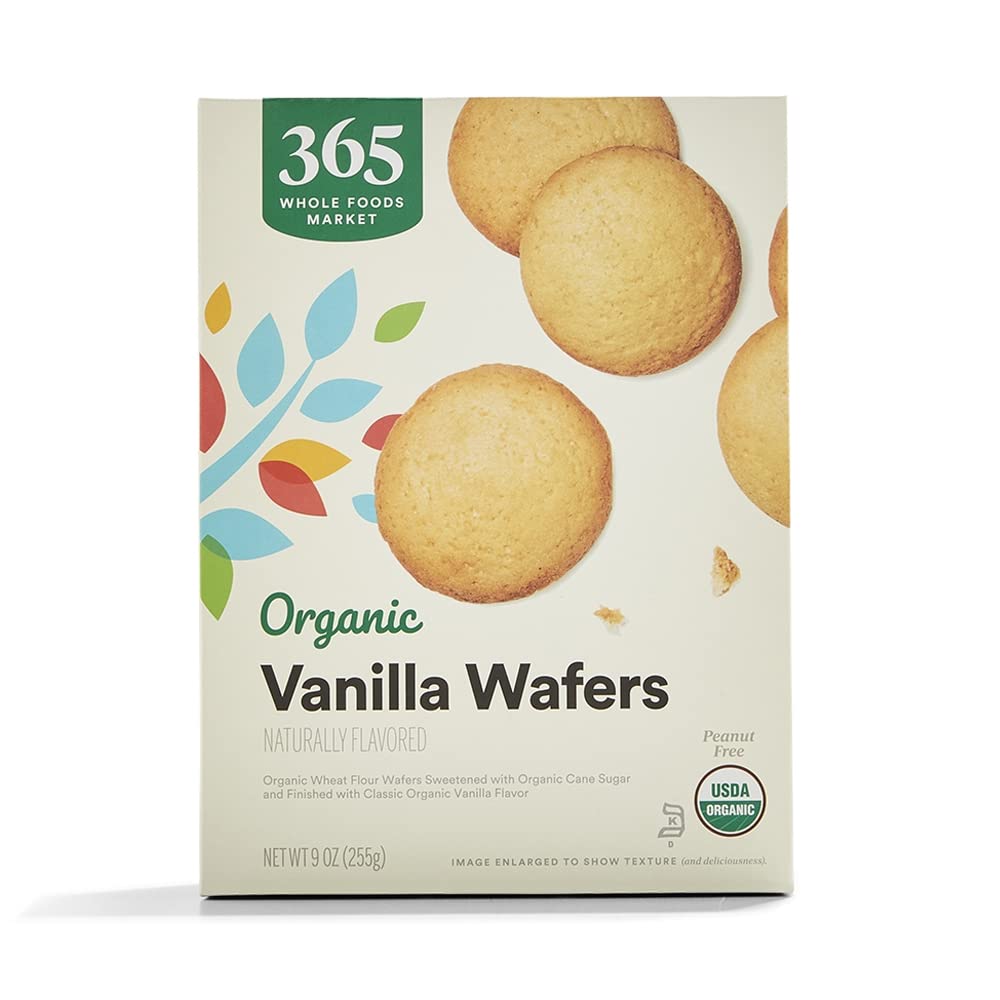 365
WHOLE FOODS
MARKET
Organic
Vanilla Wafers
NATURALLY FLAVORED
Organic Wheat Flour Wafers Sweetened with Organic Cane Sugar
and Finished with Classic Organic Vanilla Flavor
Peanut
Free
USDA
ORGANIC
K
D
NET WT 9 OZ (255g)
IMAGE ENLARGED TO SHOW TEXTURE (and deliciousness).